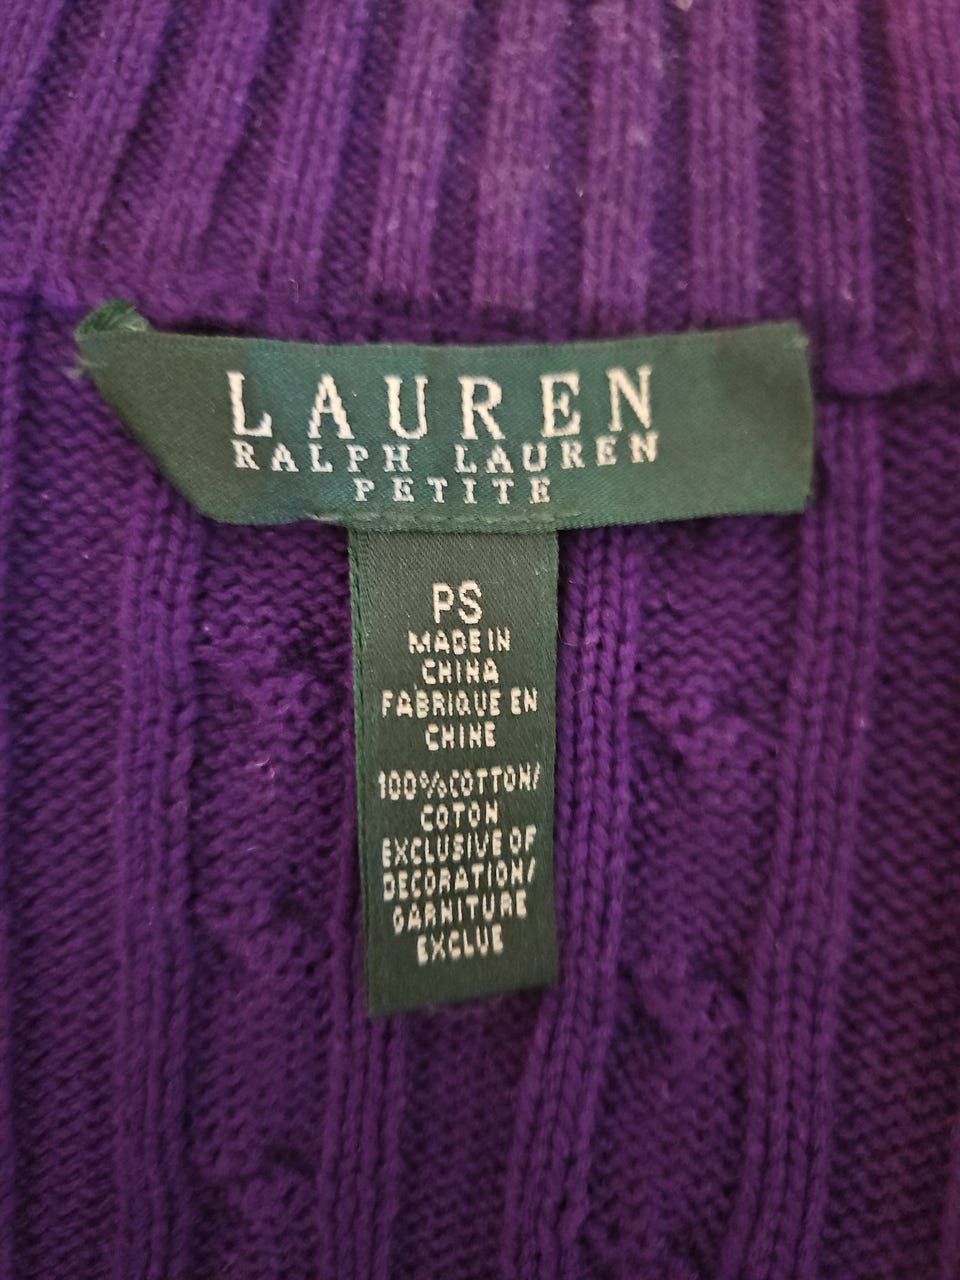 LAUREN
RALPH LAUREN
PETITE
PS
MADE IN
CHINA
FABRIQUE EN
CHINE
100%COTTON/
COTON
EXCLUSIVE OF
DECORATION/
GARNITURE
EXCLUE